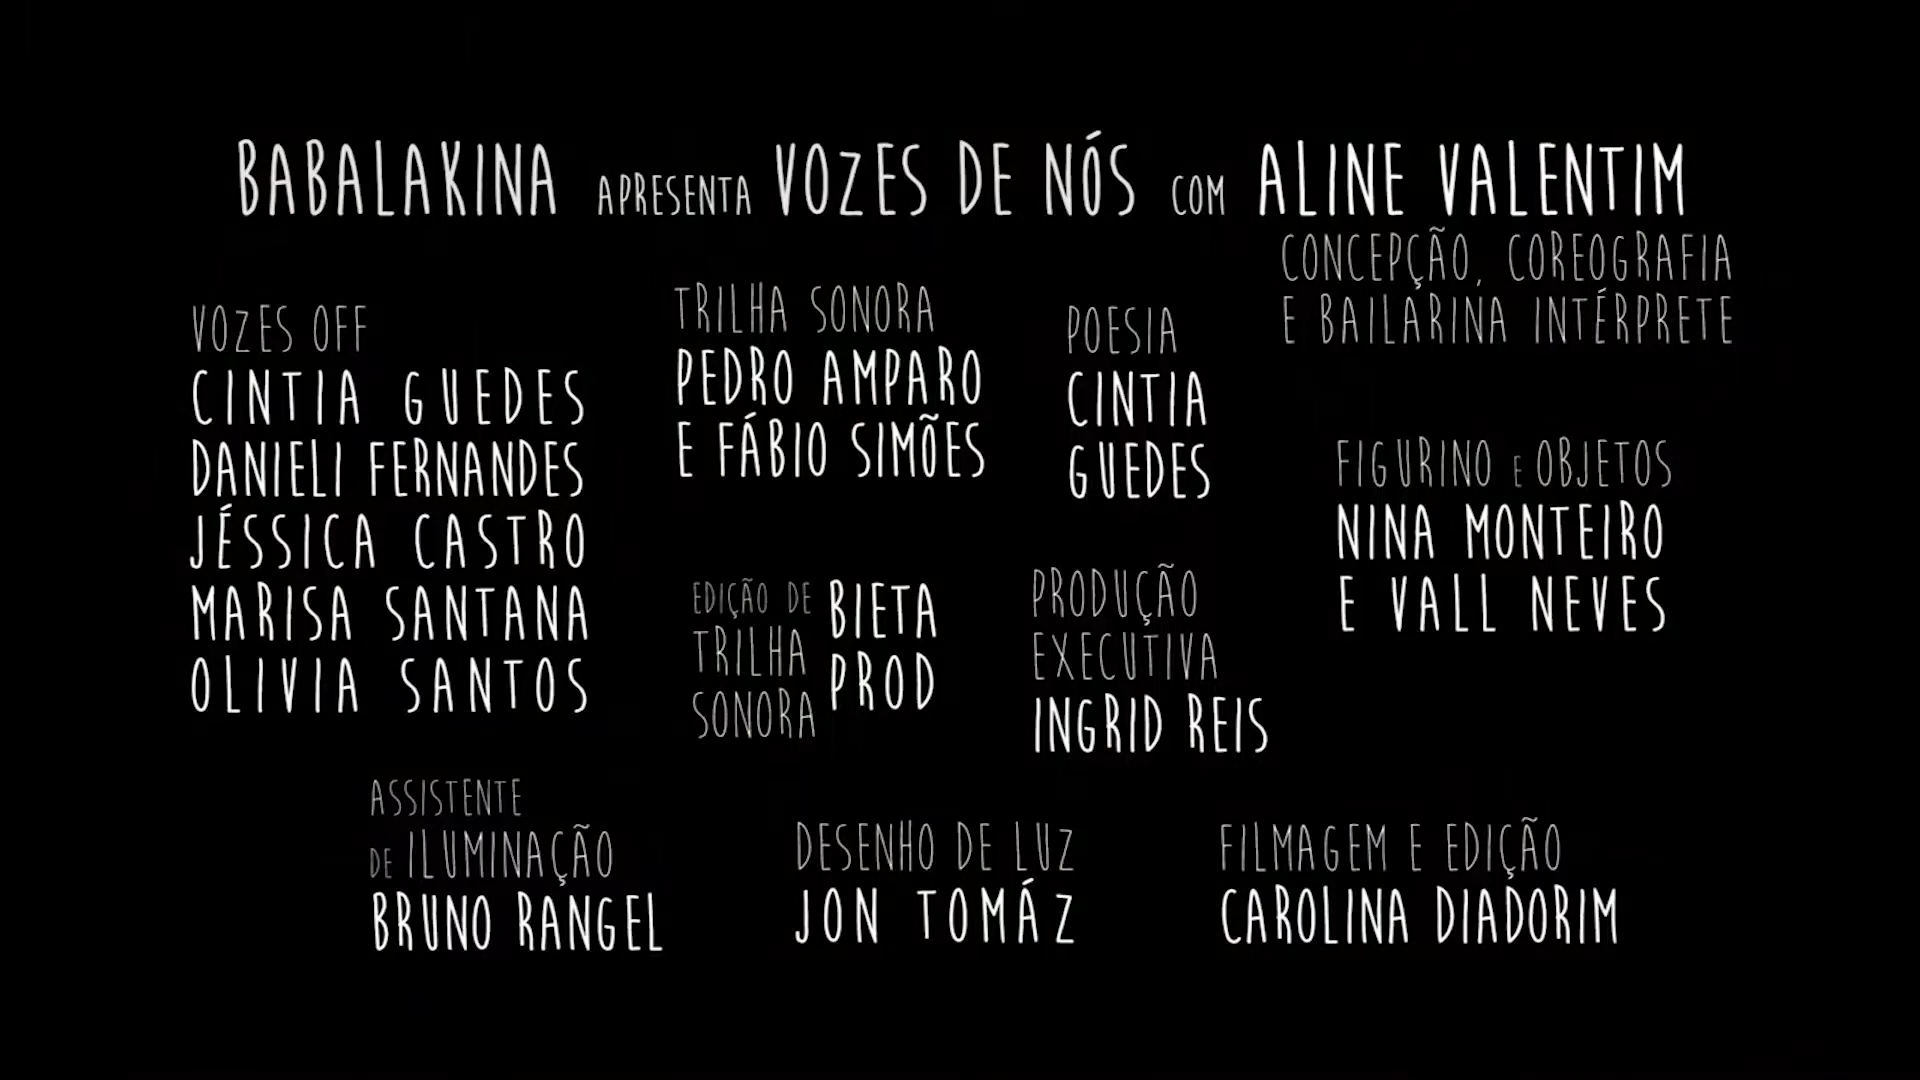 BABALAKINA APRESENTA VOZES DE NÓS COM ALINE VALENTIM
CONCEPÇÃO, COREOGRAFIA
E BAILARINA INTÉRPRETE
VOZES OFF
CINTIA GUEDES
DANIELI FERNANDES
JÉSSICA CASTRO
MARISA SANTANA
OLIVIA SANTOS
TRILHA SONORA
PEDRO AMPARO
E FÁBIO SIMÕES
POESIA
CINTIA
GUEDES
FIGURINO E OBJETOS
NINA MONTEIRO
E VALL NEVES
EDIÇÃO DE
TRILHA
SONORA
BIETA
PROD
PRODUÇÃO
EXECUTIVA
INGRID REIS
ASSISTENTE
DE ILUMINAÇÃO
BRUNO RANGEL
DESENHO DE LUZ
JON TOMÁZ
FILMAGEM E EDIÇÃO
CAROLINA DIADORIM